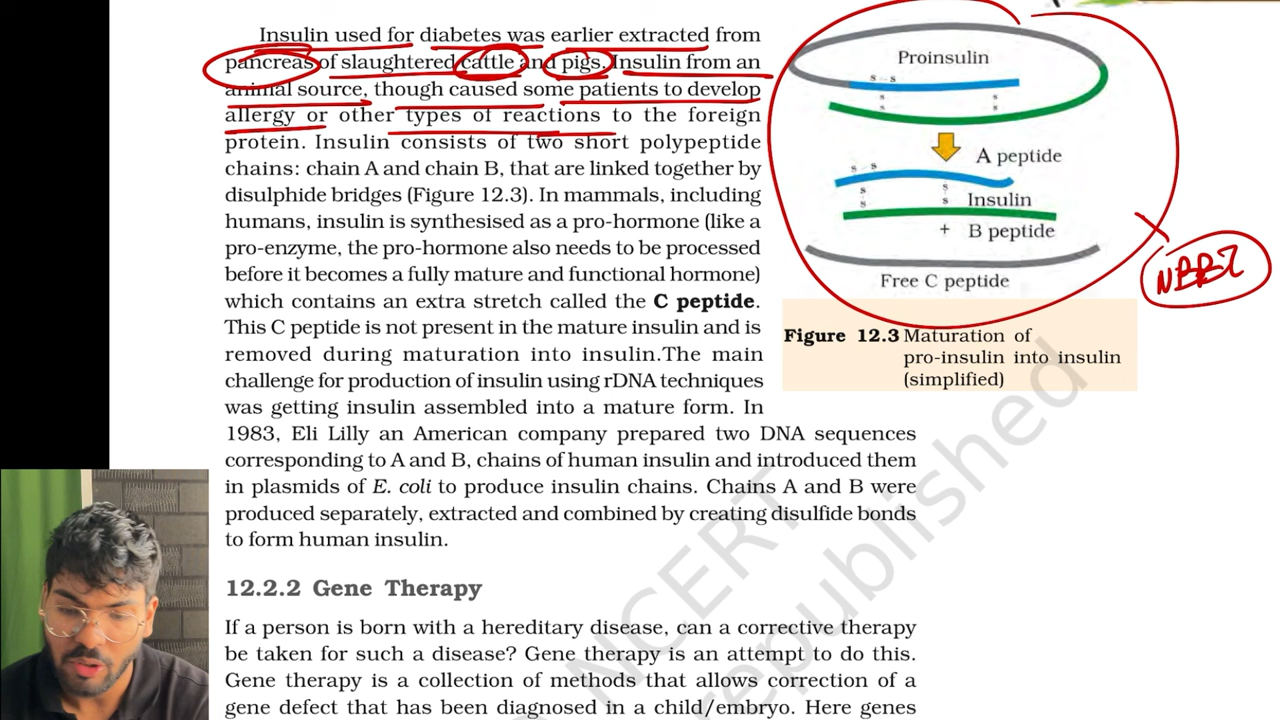 Insulin used for diabetes was earlier extracted from
pancreas of slaughtered cattle and pigs. Insulin from an
animal source, though caused some patients to develop
allergy or other types of reactions to the foreign
protein. Insulin consists of two short polypeptide
chains: chain A and chain B, that are linked together by
disulphide bridges (Figure 12.3). In mammals, including
humans, insulin is synthesised as a pro-hormone (like a
pro-enzyme, the pro-hormone also needs to be processed
before it becomes a fully mature and functional hormone)
which contains an extra stretch called the C peptide.
This C peptide is not present in the mature insulin and is
removed during maturation into insulin.The main
challenge for production of insulin using rDNA techniques
was getting insulin assembled into a mature form. In
1983, Eli Lilly an American company prepared two DNA sequences
corresponding to A and B, chains of human insulin and introduced them
in plasmids of E. coli to produce insulin chains. Chains A and B were
produced separately, extracted and combined by creating disulfide bonds
to form human insulin.
Proinsulin
s s
s s
s s
A peptide
s s
s s
s s
Insulin
+ B peptide
Free C peptide
Figure 12.3 Maturation of
pro-insulin into insulin
(simplified)
12.2.2 Gene Therapy
If a person is born with a hereditary disease, can a corrective therapy
be taken for such a disease? Gene therapy is an attempt to do this.
Gene therapy is a collection of methods that allows correction of a
gene defect that has been diagnosed in a child/embryo. Here genes
NCERT
republished